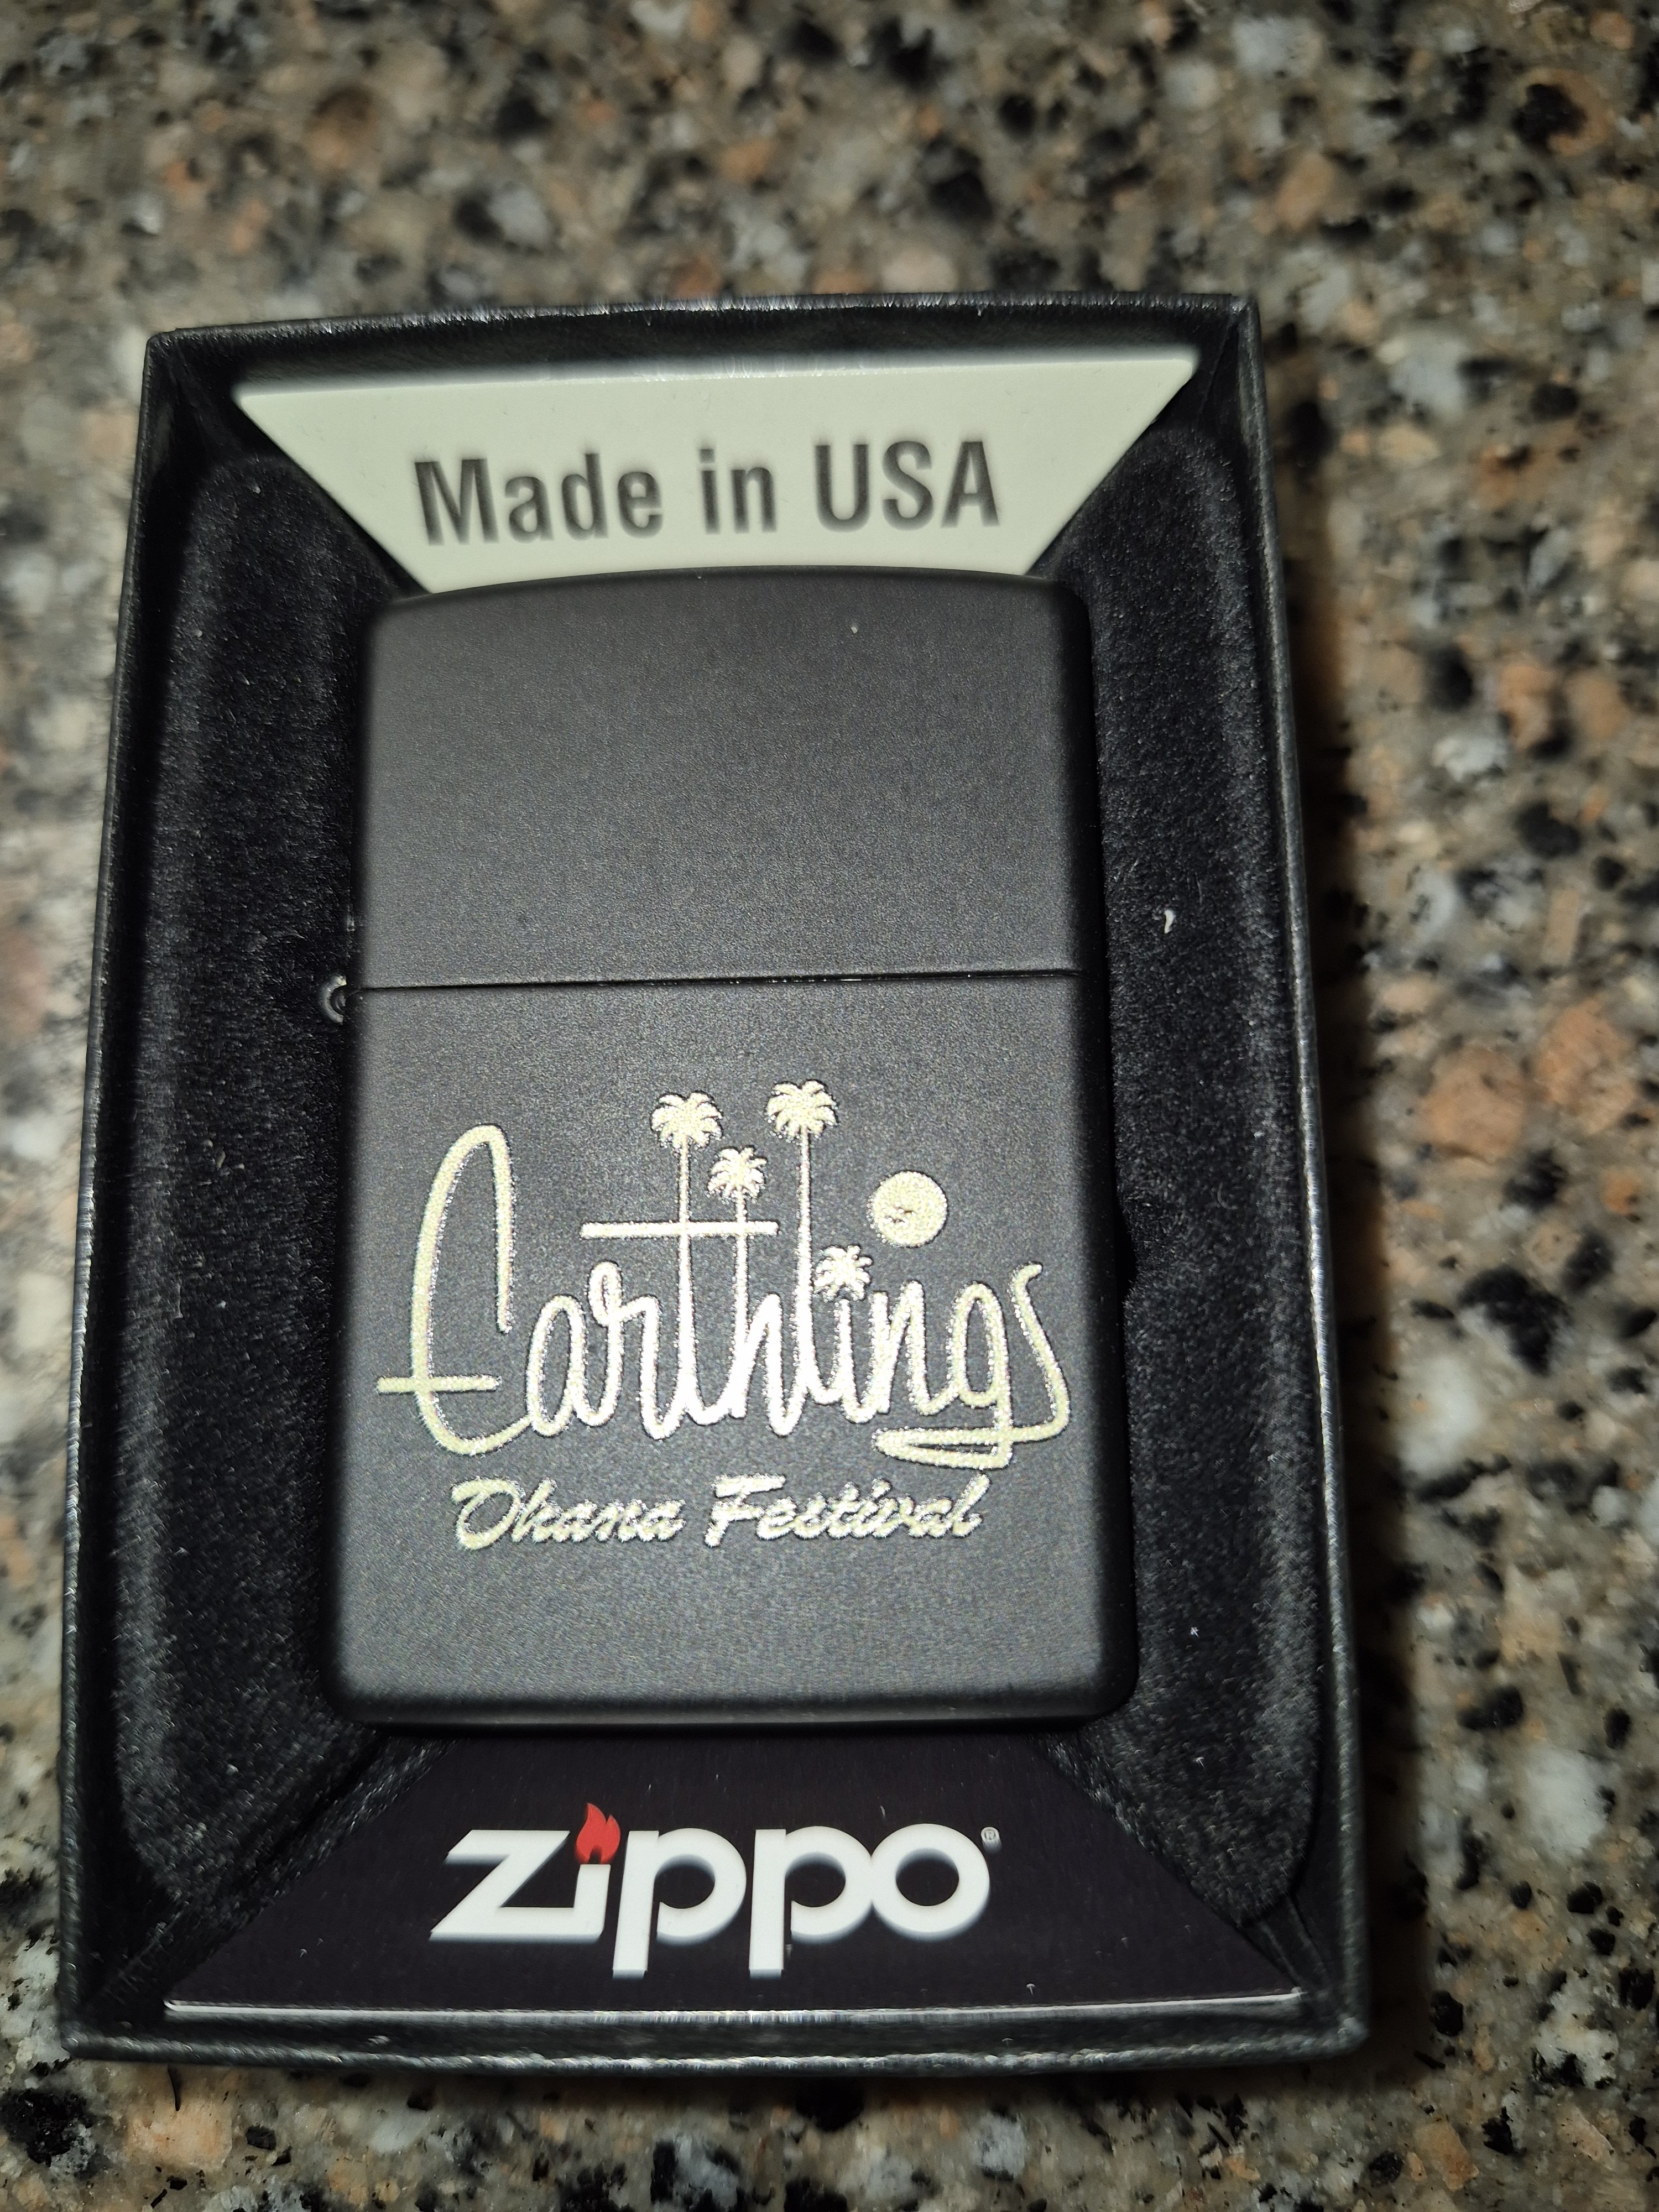 Made in USA
Earthlings
Ohana Festival
zippo®